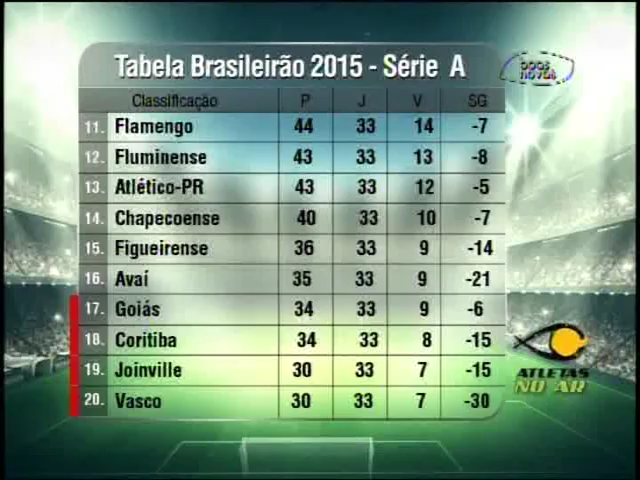 Tabela Brasileirão 2015 - Série A
boas novas
Classificação P J V SG
11. Flamengo 44 33 14 -7
12. Fluminense 43 33 13 -8
13. Atlético-PR 43 33 12 -5
14. Chapecoense 40 33 10 -7
15. Figueirense 36 33 9 -14
16. Avaí 35 33 9 -21
17. Goiás 34 33 9 -6
18. Coritiba 34 33 8 -15
19. Joinville 30 33 7 -15
20. Vasco 30 33 7 -30
ATLETAS
NO AR